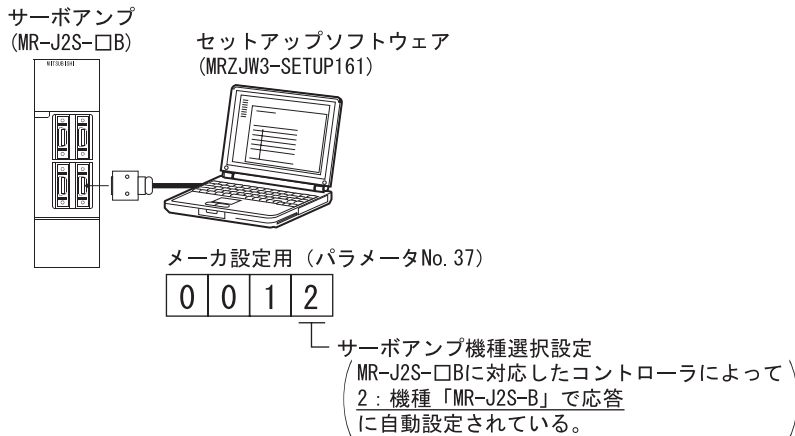 サーボアンプ
(MR-J2S-□B)
セットアップソフトウェア
(MRZJW3-SETUP161)
MITSUBISHI
メーカ設定用（パラメータNo. 37）
0 0 1 2
サーボアンプ機種選択設定
MR-J2S-□Bに対応したコントローラによって
2：機種「MR-J2S-B」で応答
に自動設定されている。